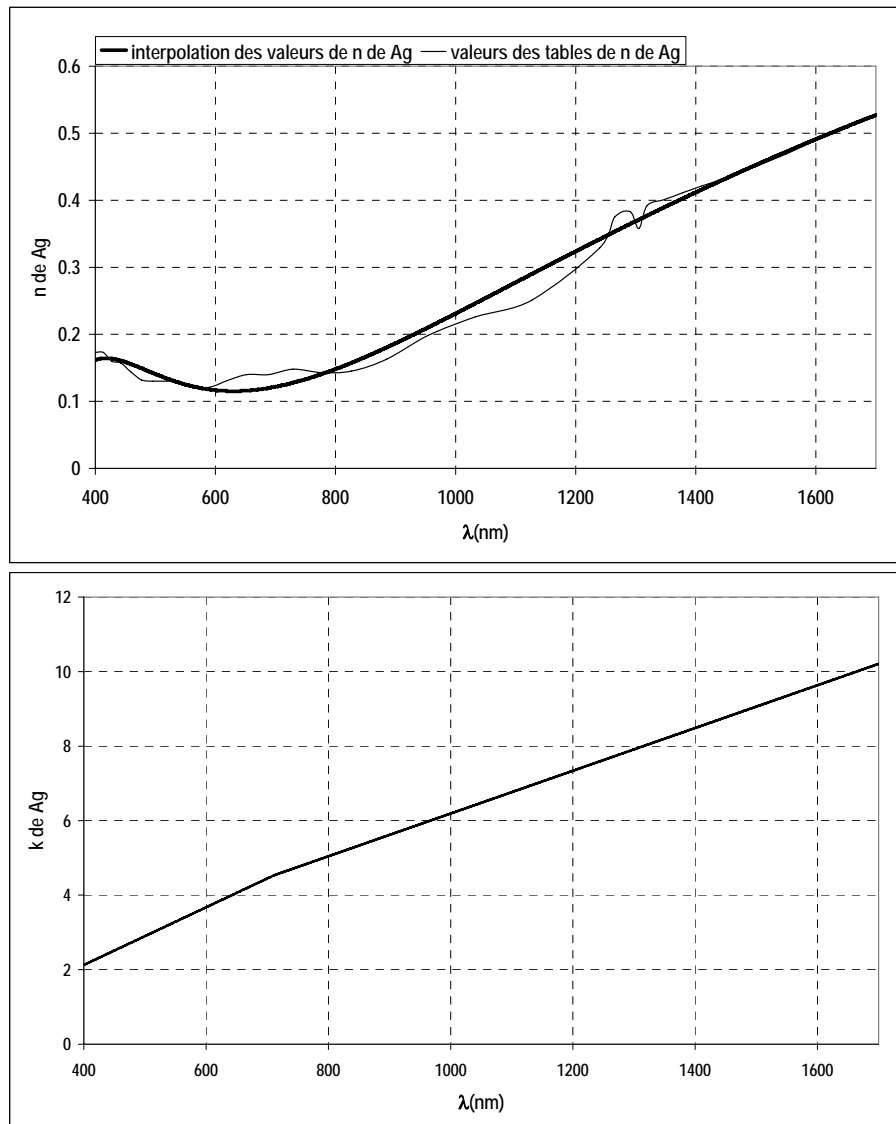 interpolation des valeurs de n de Ag valeurs des tables de n de Ag
0.6
0.5
0.4
0.3
0.2
0.1
0
n de Ag
400 600 800 1000 1200 1400 1600
λ(nm)
12
10
8
6
4
2
0
k de Ag
400 600 800 1000 1200 1400 1600
λ(nm)